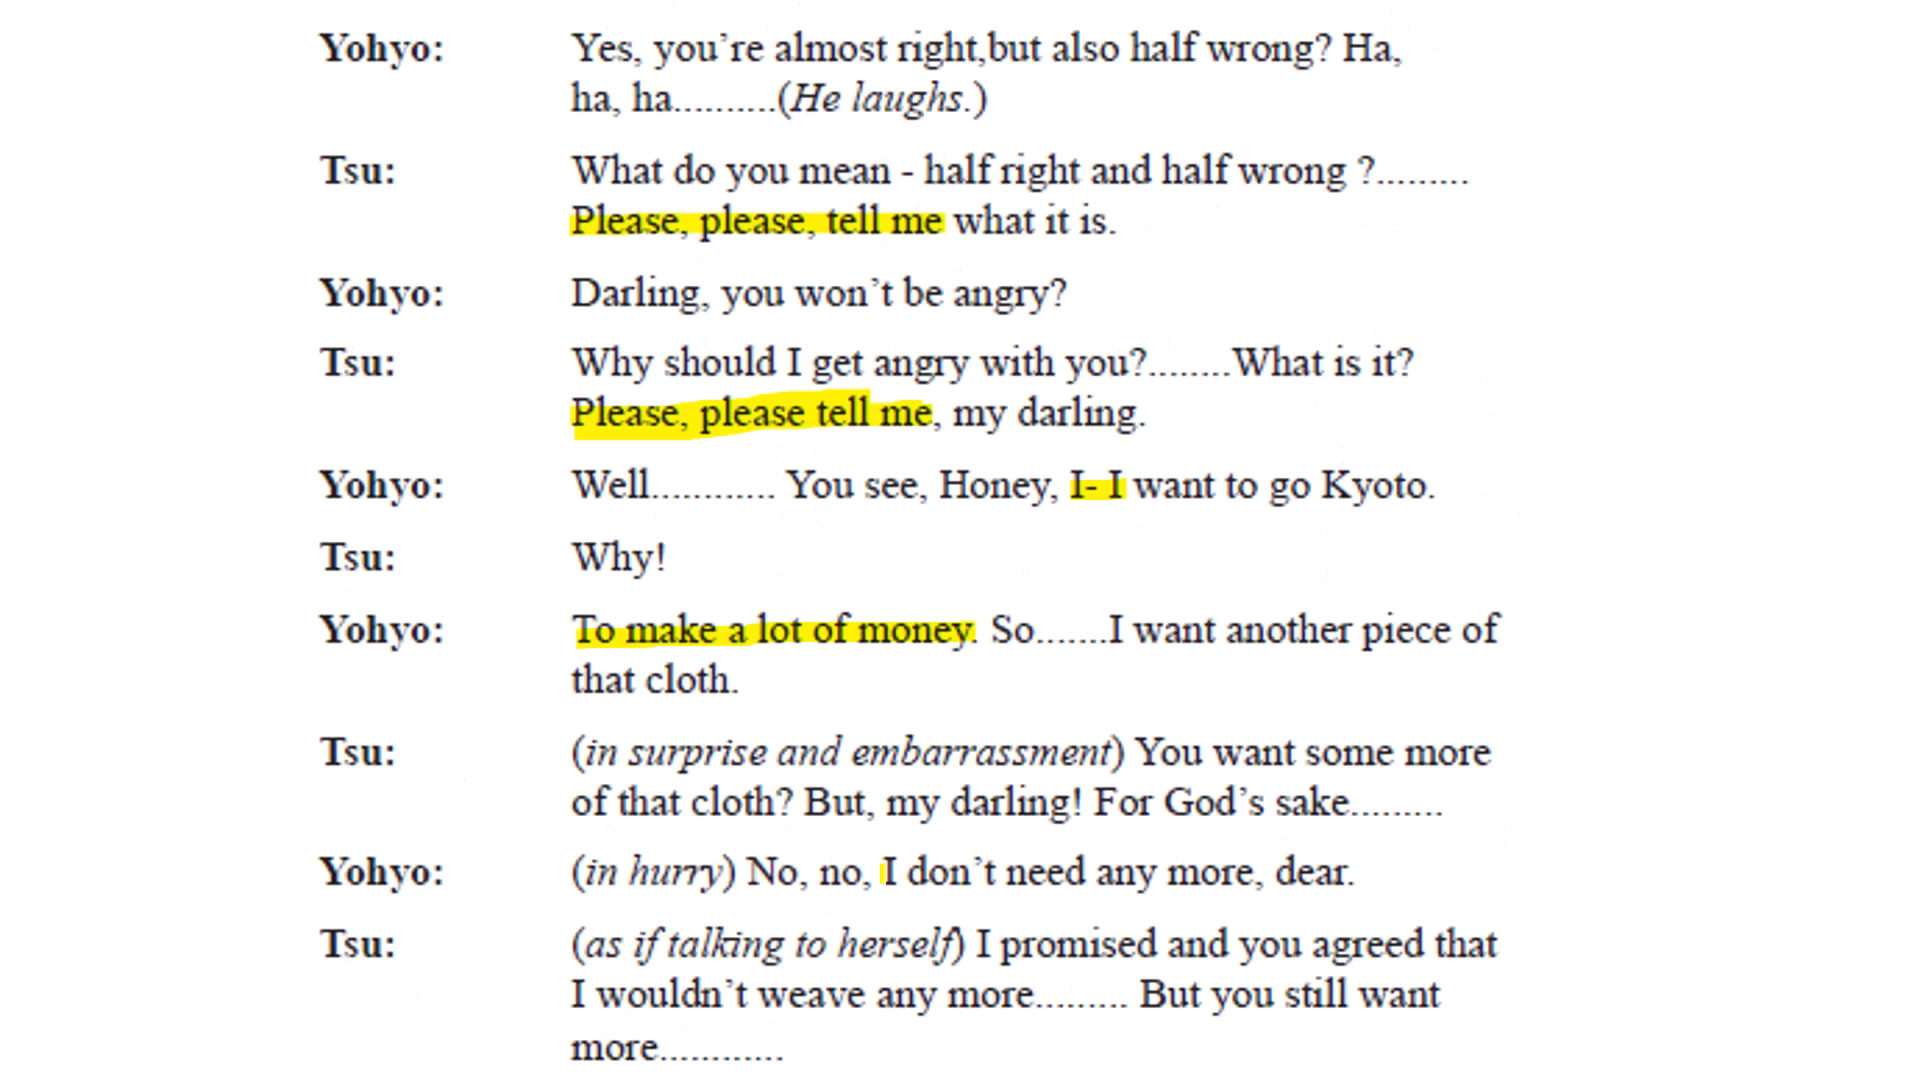 Yohyo: Yes, you're almost right,but also half wrong? Ha,
ha, ha..........(He laughs.)
Tsu: What do you mean - half right and half wrong ?.........
Please, please, tell me what it is.
Yohyo: Darling, you won't be angry?
Tsu: Why should I get angry with you?........What is it?
Please, please tell me, my darling.
Yohyo: Well............ You see, Honey, I- I want to go Kyoto.
Tsu: Why!
Yohyo: To make a lot of money. So.......I want another piece of
that cloth.
Tsu: (in surprise and embarrassment) You want some more
of that cloth? But, my darling! For God's sake.........
Yohyo: (in hurry) No, no, I don't need any more, dear.
Tsu: (as if talking to herself) I promised and you agreed that
I wouldn't weave any more......... But you still want
more............